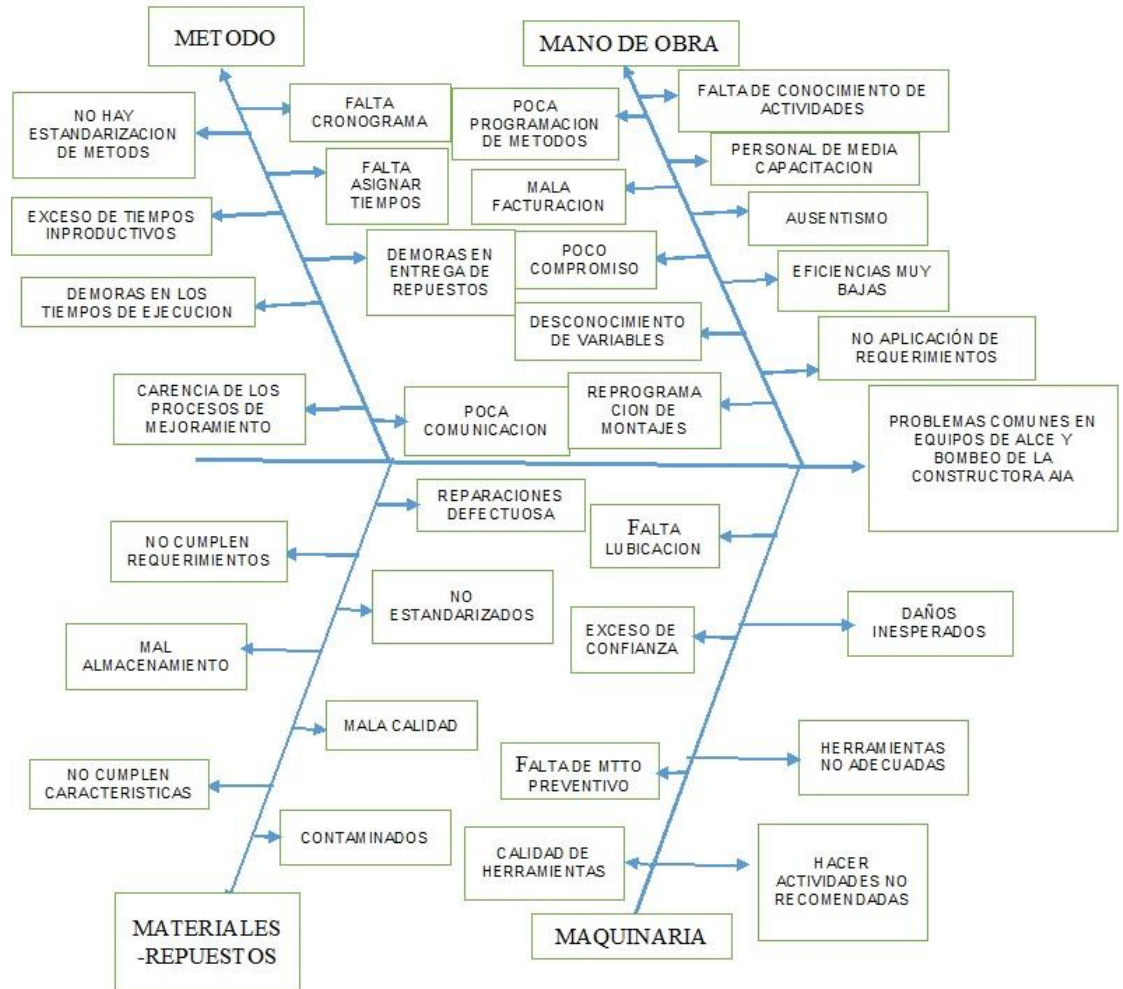 METODO
MANO DE OBRA
NO HAY
ESTANDARIZACION
DE METODS
FALTA
CRONOGRAMA
FALTA
ASIGNAR
TIEMPOS
EXCESO DE TIEMPOS
INPRODUCTIVOS
DEMORAS EN
ENTREGA DE
REPUESTOS
DEMORAS EN LOS
TIEMPOS DE EJECUCION
CARENCIA DE LOS
PROCESOS DE
MEJORAMIENTO
POCA
COMUNICACION
POCA
PROGRAMACION
DE METODOS
FALTA DE CONOCIMIENTO DE
ACTIVIDADES
PERSONAL DE MEDIA
CAPACITACION
MALA
FACTURACION
AUSENTISMO
POCO
COMPROMISO
EFICIENCIAS MUY
BAJAS
DESCONOCIMIENTO
DE VARIABLES
NO APLICACIÓN DE
REQUERIMIENTOS
REPROGRAMA
CION DE
MONTAJES
PROBLEMAS COMUNES EN
EQUIPOS DE ALCE Y
BOMBEO DE LA
CONSTRUCTORA AIA
REPARACIONES
DEFECTUOSA
NO CUMPLEN
REQUERIMIENTOS
NO
ESTANDARIZADOS
MAL
ALMACENAMIENTO
MALA CALIDAD
NO CUMPLEN
CARACTERISTICAS
CONTAMINADOS
MATERIALES
-REPUESTOS
FALTA
LUBICACION
EXCESO DE
CONFIANZA
DAÑOS
INESPERADOS
FALTA DE MTTO
PREVENTIVO
HERRAMIENTAS
NO ADECUADAS
CALIDAD DE
HERRAMIENTAS
HACER
ACTIVIDADES NO
RECOMENDADAS
MAQUINARIA